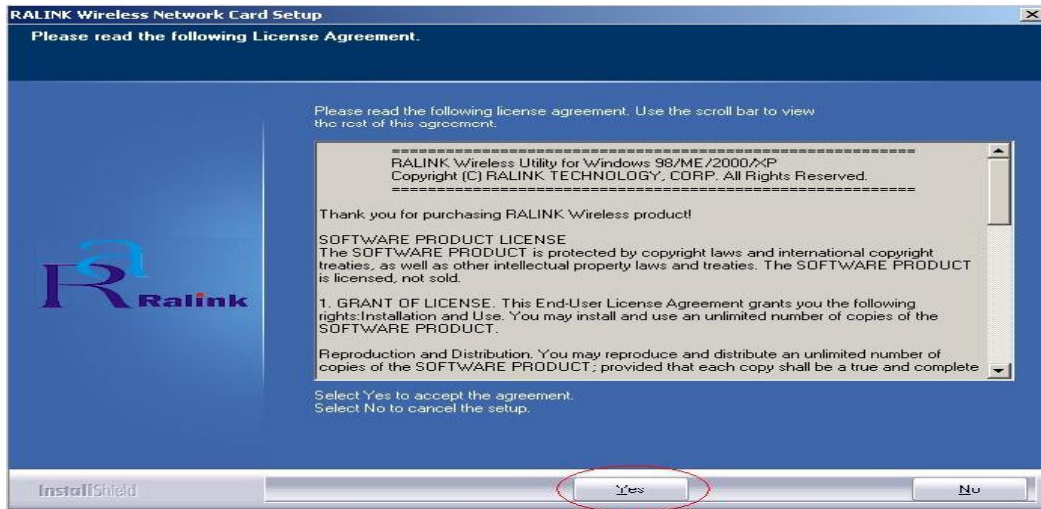 RALINK Wireless Network Card Setup
Please read the following License Agreement.
Please read the following license agreement. Use the scroll bar to view
the rest of this agreement.
============================================================
RALINK Wireless Utility for Windows 98/ME/2000/XP
Copyright (C) RALINK TECHNOLOGY, CORP. All Rights Reserved.
============================================================
Thank you for purchasing RALINK Wireless product!
SOFTWARE PRODUCT LICENSE
The SOFTWARE PRODUCT is protected by copyright laws and international copyright
treaties, as well as other intellectual property laws and treaties. The SOFTWARE PRODUCT
is licensed, not sold.
1. GRANT OF LICENSE. This End-User License Agreement grants you the following
rights:Installation and Use. You may install and use an unlimited number of copies of the
SOFTWARE PRODUCT.
Reproduction and Distribution. You may reproduce and distribute an unlimited number of
copies of the SOFTWARE PRODUCT; provided that each copy shall be a true and complete
Ralink
Select Yes to accept the agreement.
Select No to cancel the setup.
InstallShield
Yes
No